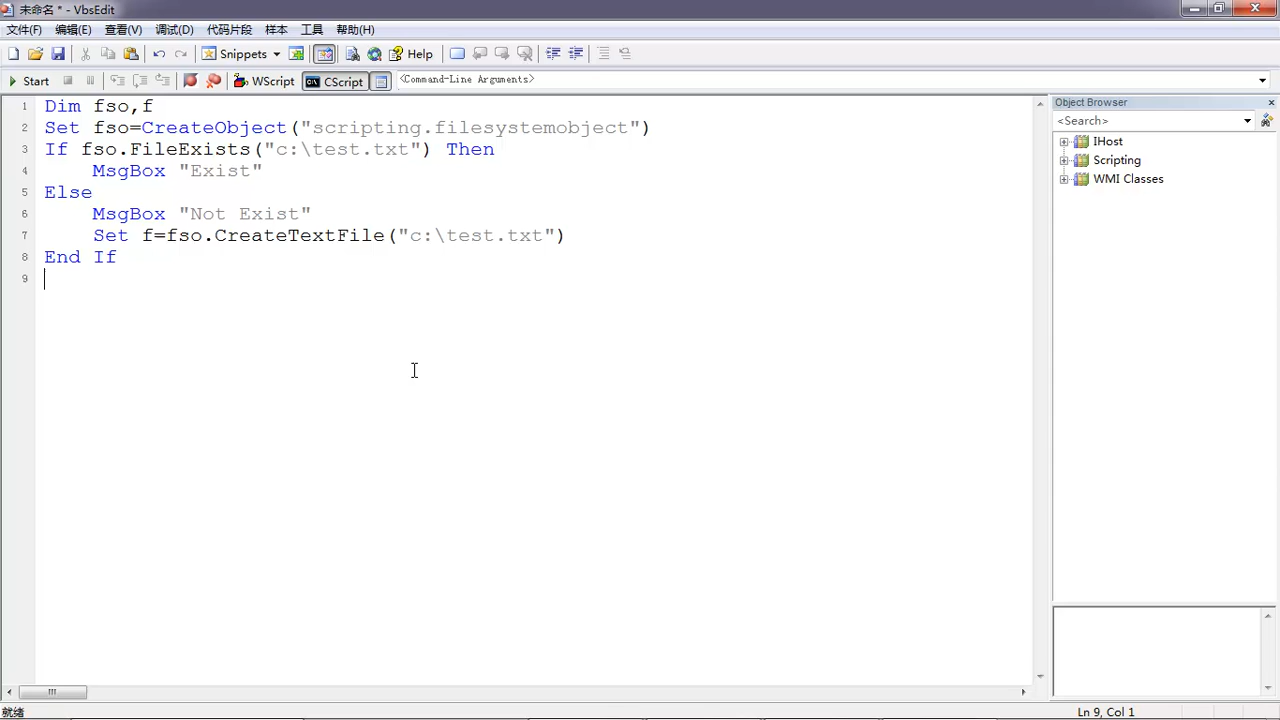 未命名 * - VbsEdit
文件(F) 编辑(E) 查看(V) 调试(D) 代码片段 样本 工具 帮助(H)
Snippets Help
Start WScript CScript <Command-Line Arguments>
1 Dim fso,f
2 Set fso=CreateObject("scripting.filesystemobject")
3 If fso.FileExists("c:\test.txt") Then
4 MsgBox "Exist"
5 Else
6 MsgBox "Not Exist"
7 Set f=fso.CreateTextFile("c:\test.txt")
8 End If
9
Object Browser
<Search>
IHost
Scripting
WMI Classes
就绪
Ln 9, Col 1